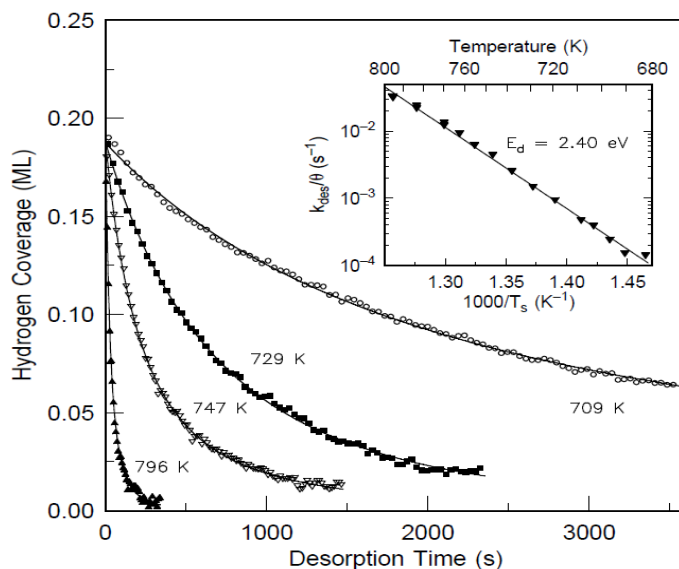 Temperature (K)
800 760 720 680
10⁻²
10⁻³
10⁻⁴
k_des/θ (s⁻¹)
E_d = 2.40 eV
1.30 1.35 1.40 1.45
1000/T_s (K⁻¹)
0.25
0.20
0.15
0.10
0.05
0.00
Hydrogen Coverage (ML)
729 K
747 K
709 K
796 K
0 1000 2000 3000
Desorption Time (s)